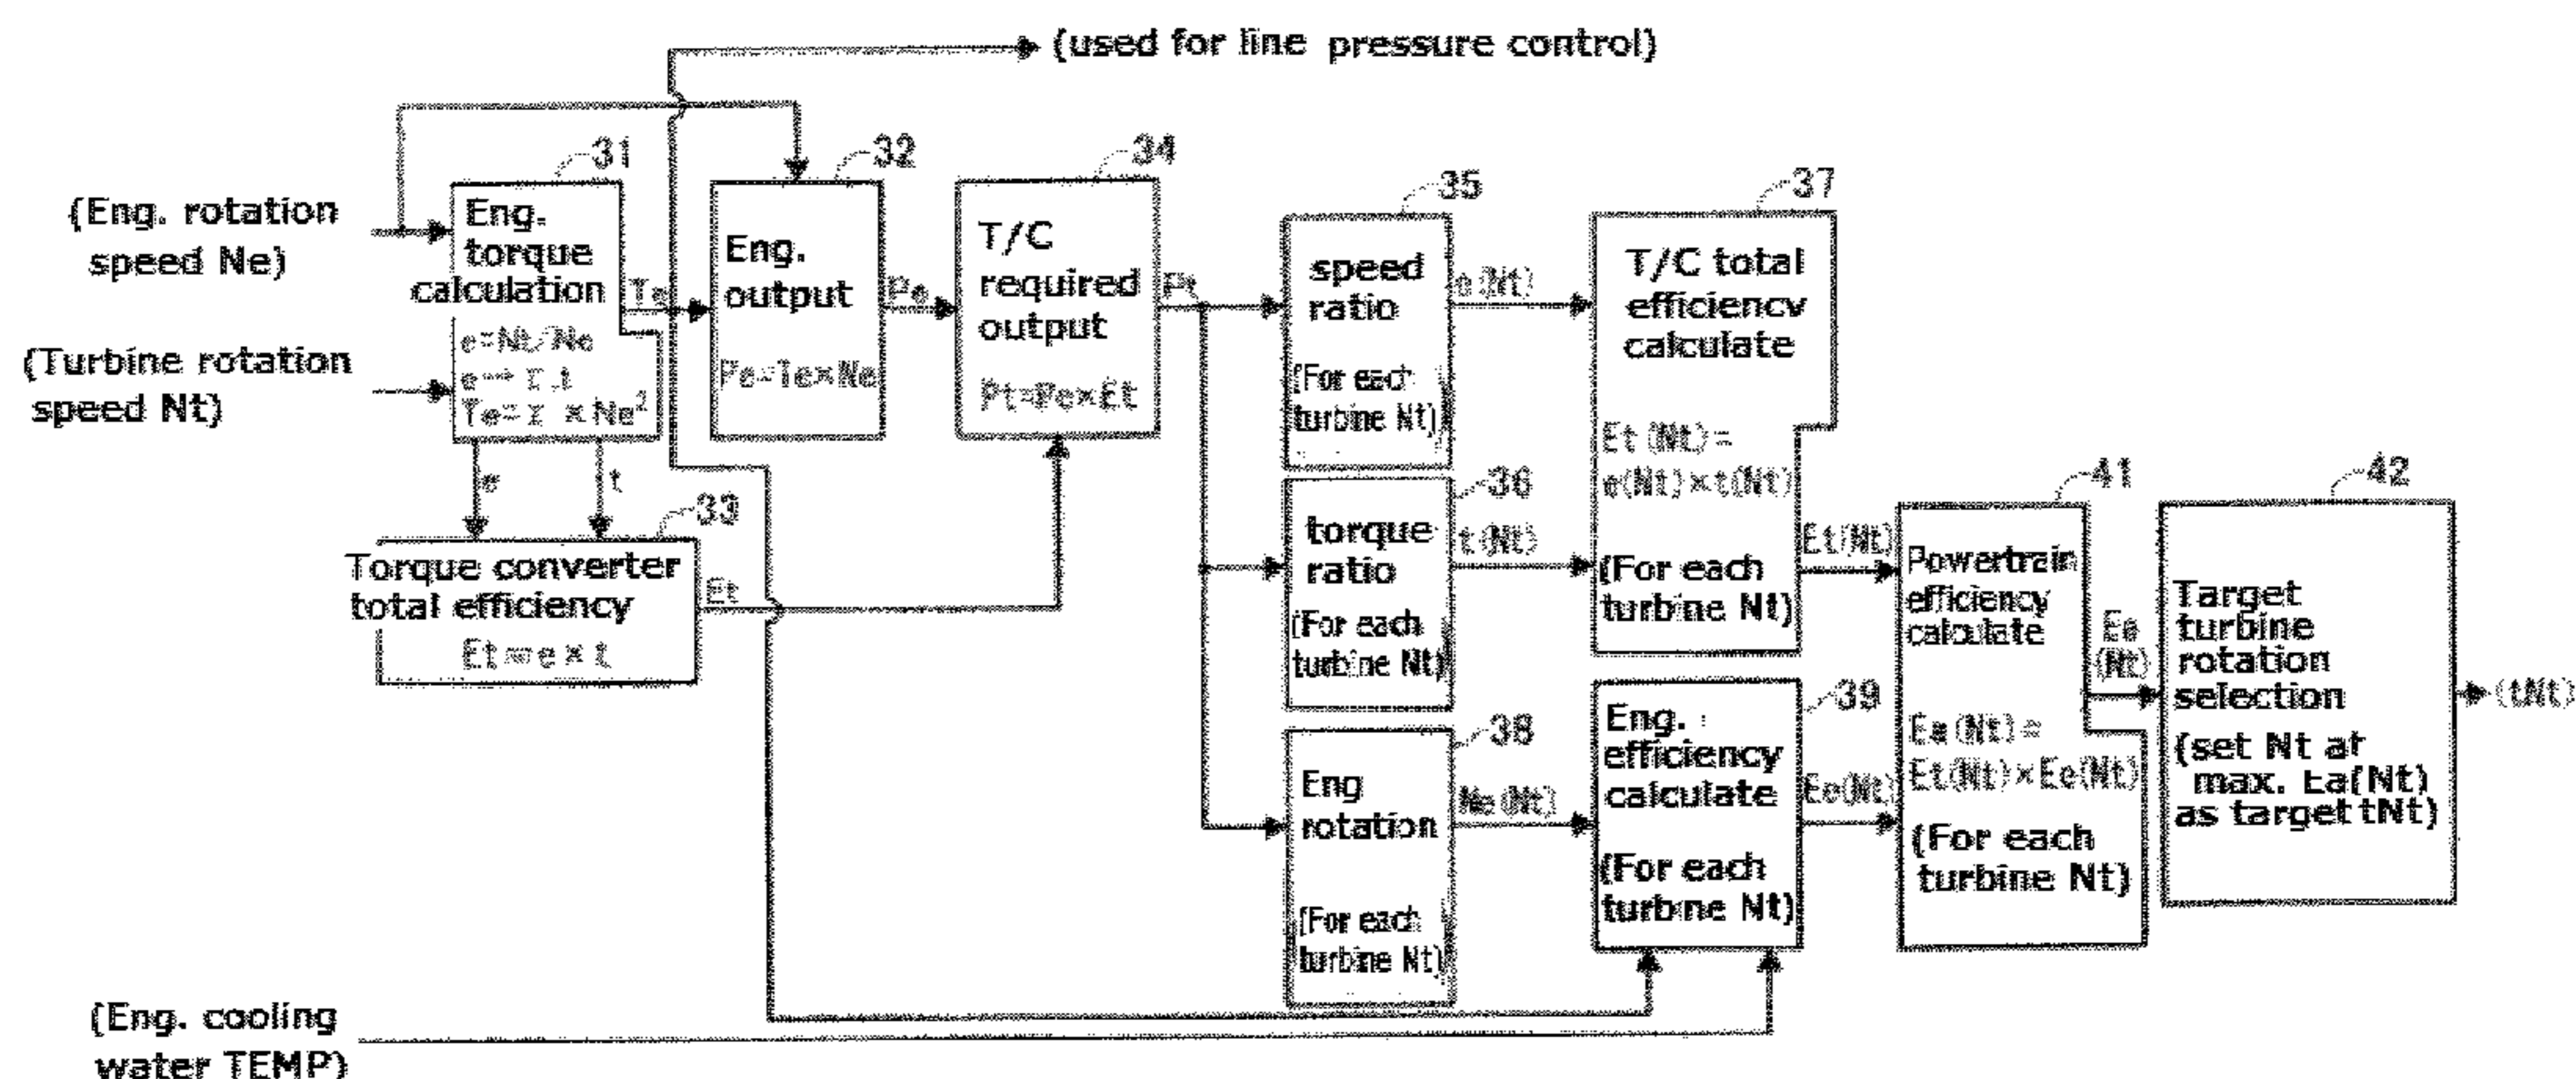 (used for line pressure control)
(Eng. rotation
speed Ne)
(Turbine rotation
speed Nt)
31
Eng.
torque
calculation
e=Nt/Ne
Te
e
t
32
Eng.
output
Pe=Te×Ne
Pe
33
Torque converter
total efficiency
Et=e×t
Et
34
T/C
required
output
Pt=Pe×Et
Pt
35
speed
ratio
(For each
turbine Nt)
e(Nt)
36
torque
ratio
(For each
turbine Nt)
t(Nt)
38
Eng
rotation
(For each
turbine Nt)
Ne(Nt)
37
T/C total
efficiency
calculate
Et(Nt)=
e(Nt)×t(Nt)
(For each
turbine Nt)
Et(Nt)
39
Eng.
efficiency
calculate
(For each
turbine Nt)
Ee(Nt)
41
Powertrain
efficiency
calculate
Ea(Nt)=
Et(Nt)×Ee(Nt)
(For each
turbine Nt)
Ee
(Nt)
42
Target
turbine
rotation
selection
(set Nt at
max. Ea(Nt)
as target tNt)
(tNt)
(Eng. cooling
water TEMP)